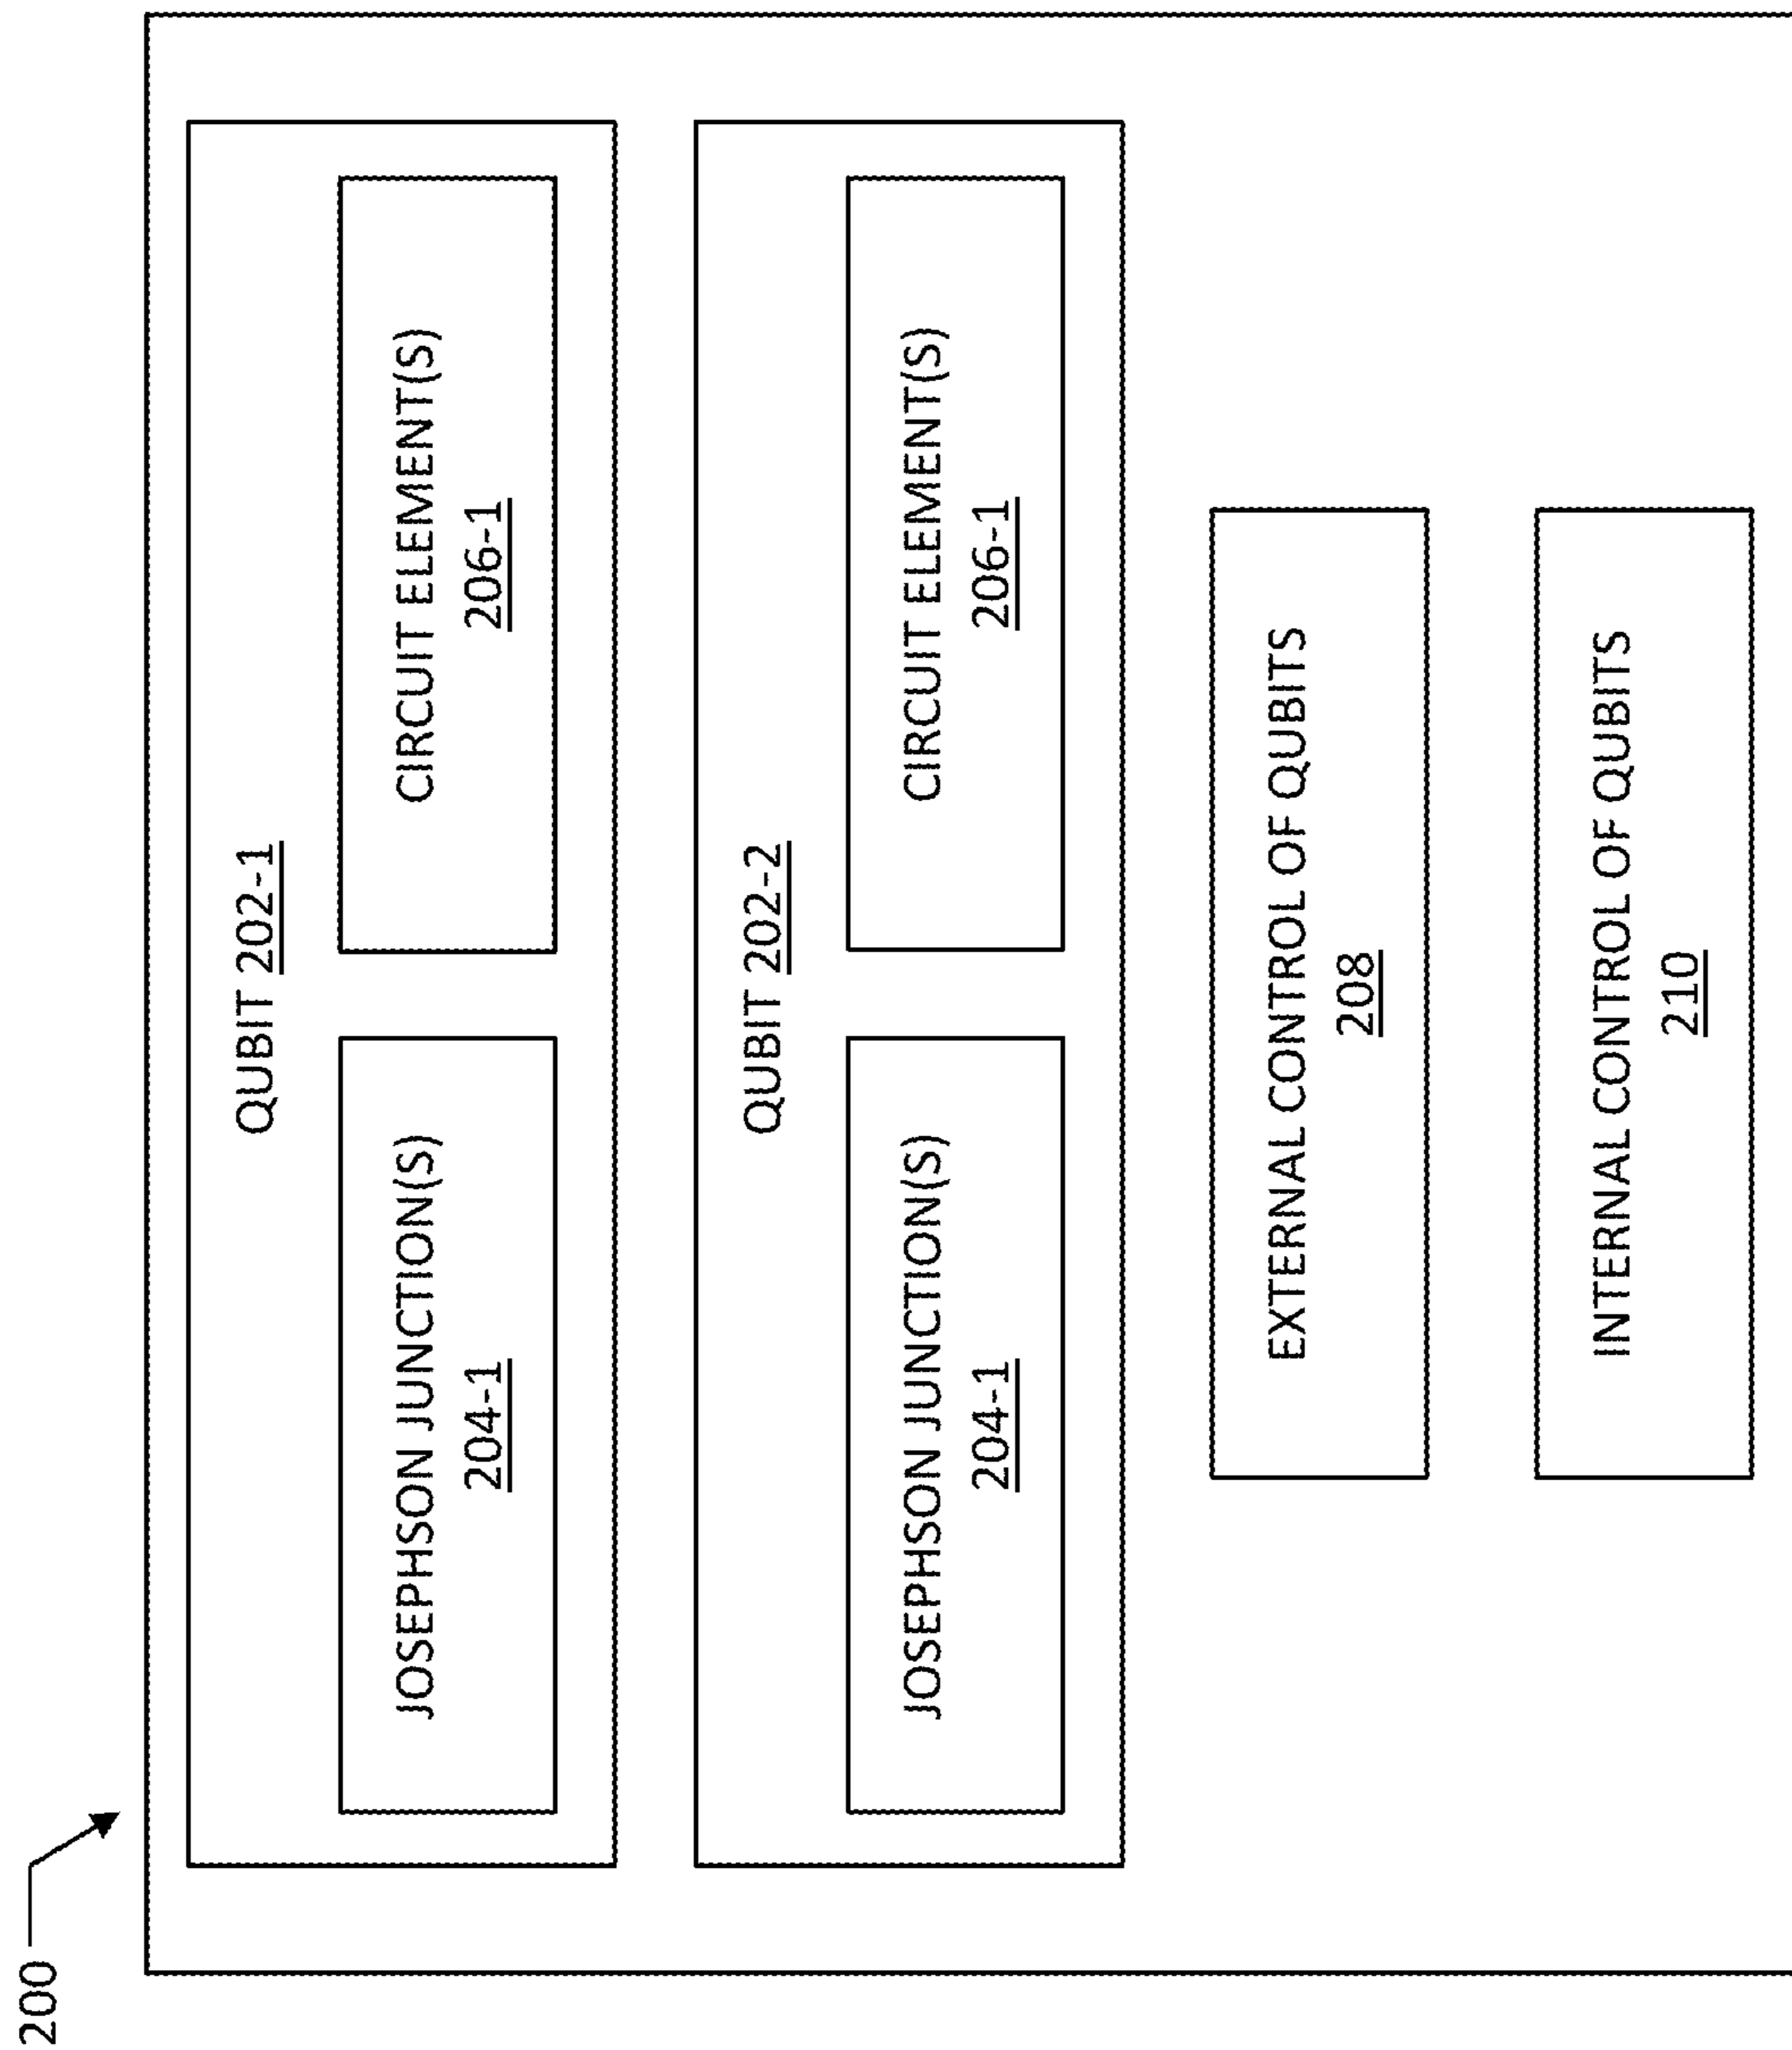 200
QUBIT 202-1
JOSEPHSON JUNCTION(S)
204-1
CIRCUIT ELEMENT(S)
206-1
QUBIT 202-2
JOSEPHSON JUNCTION(S)
204-1
CIRCUIT ELEMENT(S)
206-1
EXTERNAL CONTROL OF QUBITS
208
INTERNAL CONTROL OF QUBITS
210